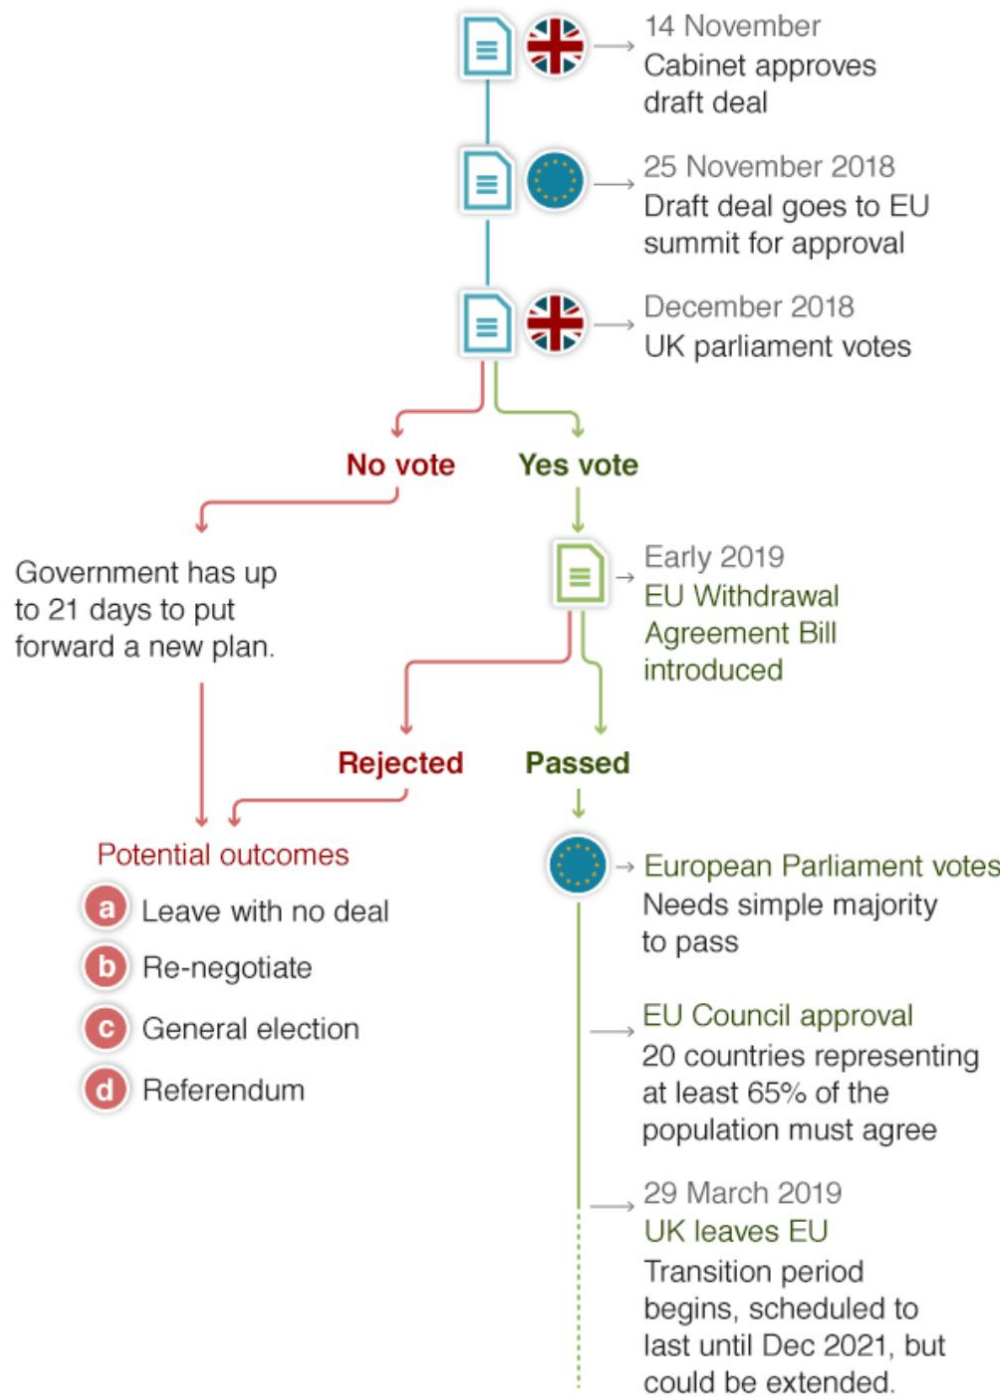 14 November
Cabinet approves
draft deal
25 November 2018
Draft deal goes to EU
summit for approval
December 2018
UK parliament votes
No vote
Yes vote
Government has up
to 21 days to put
forward a new plan.
Early 2019
EU Withdrawal
Agreement Bill
introduced
Rejected
Passed
Potential outcomes
a Leave with no deal
b Re-negotiate
c General election
d Referendum
European Parliament votes
Needs simple majority
to pass
EU Council approval
20 countries representing
at least 65% of the
population must agree
29 March 2019
UK leaves EU
Transition period
begins, scheduled to
last until Dec 2021, but
could be extended.